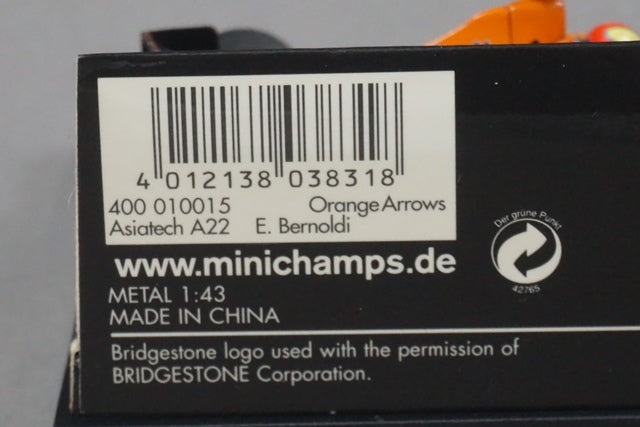 4 012138 038318
400 010015 Orange Arrows
Asiatech A22 E. Bernoldi
www.minichamps.de
Der grüne Punkt
42765
METAL 1:43
MADE IN CHINA
Bridgestone logo used with the permission of
BRIDGESTONE Corporation.